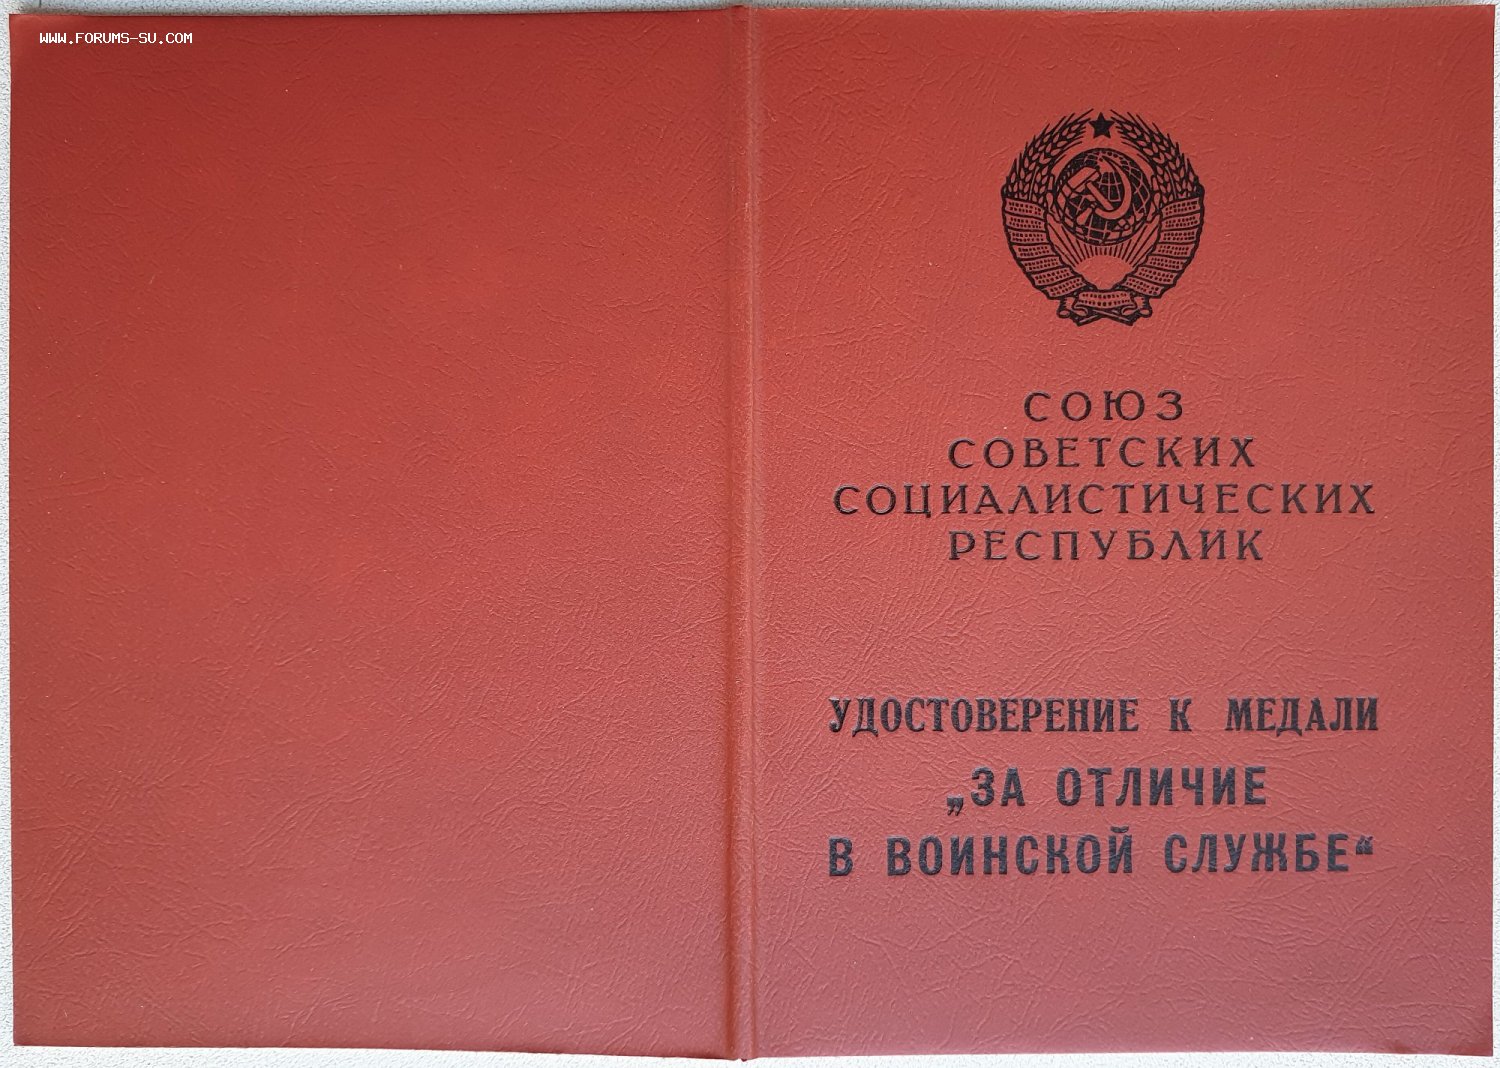 WWW.FORUMS-SU.COM
СОЮЗ
СОВЕТСКИХ
СОЦИАЛИСТИЧЕСКИХ
РЕСПУБЛИК
УДОСТОВЕРЕНИЕ К МЕДАЛИ
„ЗА ОТЛИЧИЕ
В ВОИНСКОЙ СЛУЖБЕ“